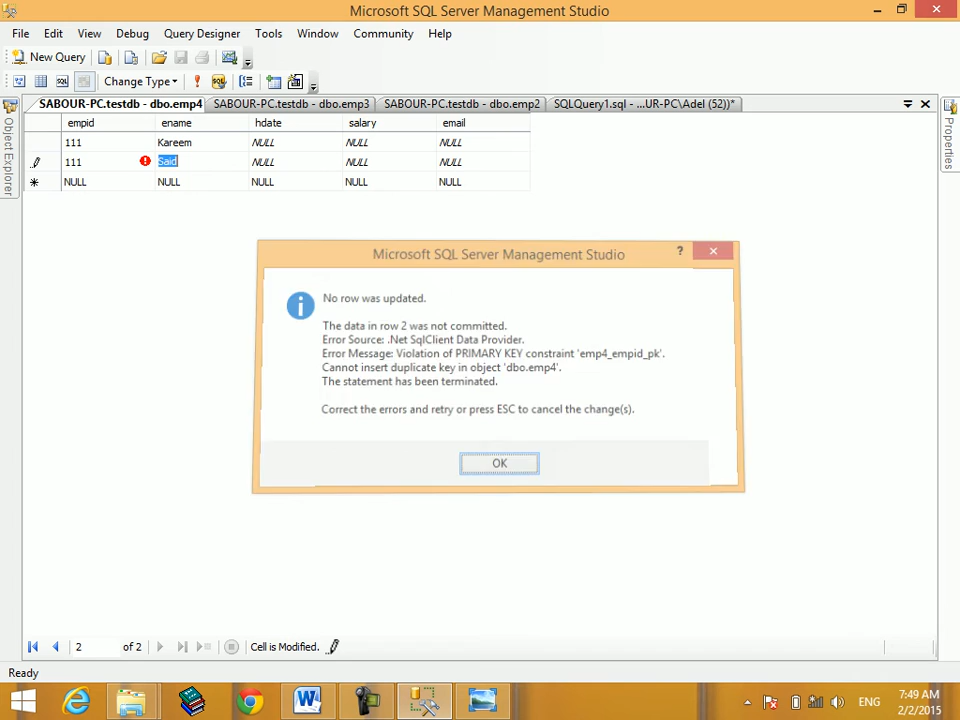 Microsoft SQL Server Management Studio
File Edit View Debug Query Designer Tools Window Community Help
New Query
SQL Change Type
SABOUR-PC.testdb - dbo.emp4 SABOUR-PC.testdb - dbo.emp3 SABOUR-PC.testdb - dbo.emp2 SQLQuery1.sql - ...UR-PC\Adel (52))*
Object Explorer
Properties
empid ename hdate salary email
111 Kareem NULL NULL NULL
111 Said NULL NULL NULL
NULL NULL NULL NULL NULL
Microsoft SQL Server Management Studio
No row was updated.
The data in row 2 was not committed.
Error Source: .Net SqlClient Data Provider.
Error Message: Violation of PRIMARY KEY constraint 'emp4_empid_pk'.
Cannot insert duplicate key in object 'dbo.emp4'.
The statement has been terminated.
Correct the errors and retry or press ESC to cancel the change(s).
OK
2 of 2 Cell is Modified.
Ready
ENG
7:49 AM
2/2/2015